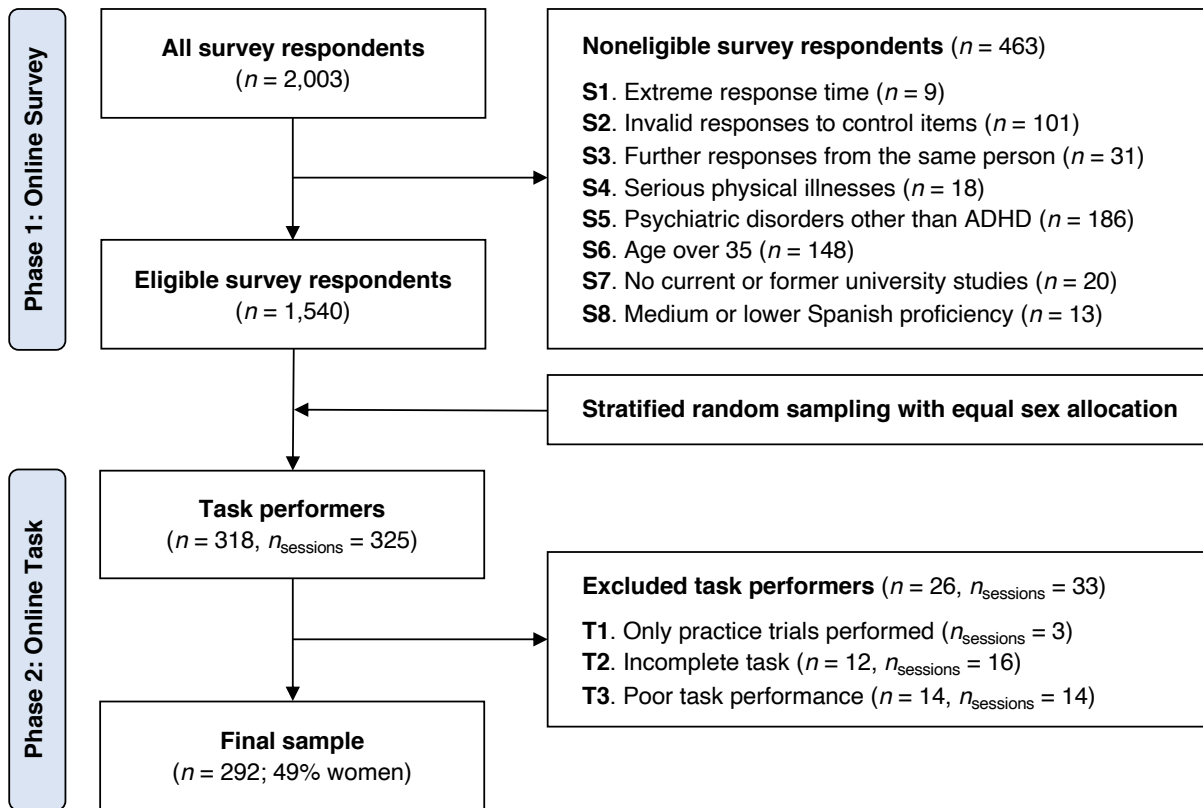 Phase 1: Online Survey
All survey respondents
(n = 2,003)
Noneligible survey respondents (n = 463)
S1. Extreme response time (n = 9)
S2. Invalid responses to control items (n = 101)
S3. Further responses from the same person (n = 31)
S4. Serious physical illnesses (n = 18)
S5. Psychiatric disorders other than ADHD (n = 186)
S6. Age over 35 (n = 148)
S7. No current or former university studies (n = 20)
S8. Medium or lower Spanish proficiency (n = 13)
Eligible survey respondents
(n = 1,540)
Stratified random sampling with equal sex allocation
Phase 2: Online Task
Task performers
(n = 318, nsessions = 325)
Excluded task performers (n = 26, nsessions = 33)
T1. Only practice trials performed (nsessions = 3)
T2. Incomplete task (n = 12, nsessions = 16)
T3. Poor task performance (n = 14, nsessions = 14)
Final sample
(n = 292; 49% women)